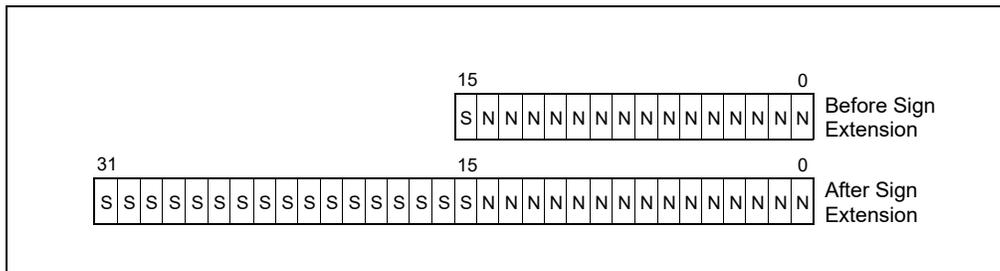 15 0
S N N N N N N N N N N N N N N N Before Sign
Extension
31 15 0
S S S S S S S S S S S S S S S S S N N N N N N N N N N N N N N N After Sign
Extension